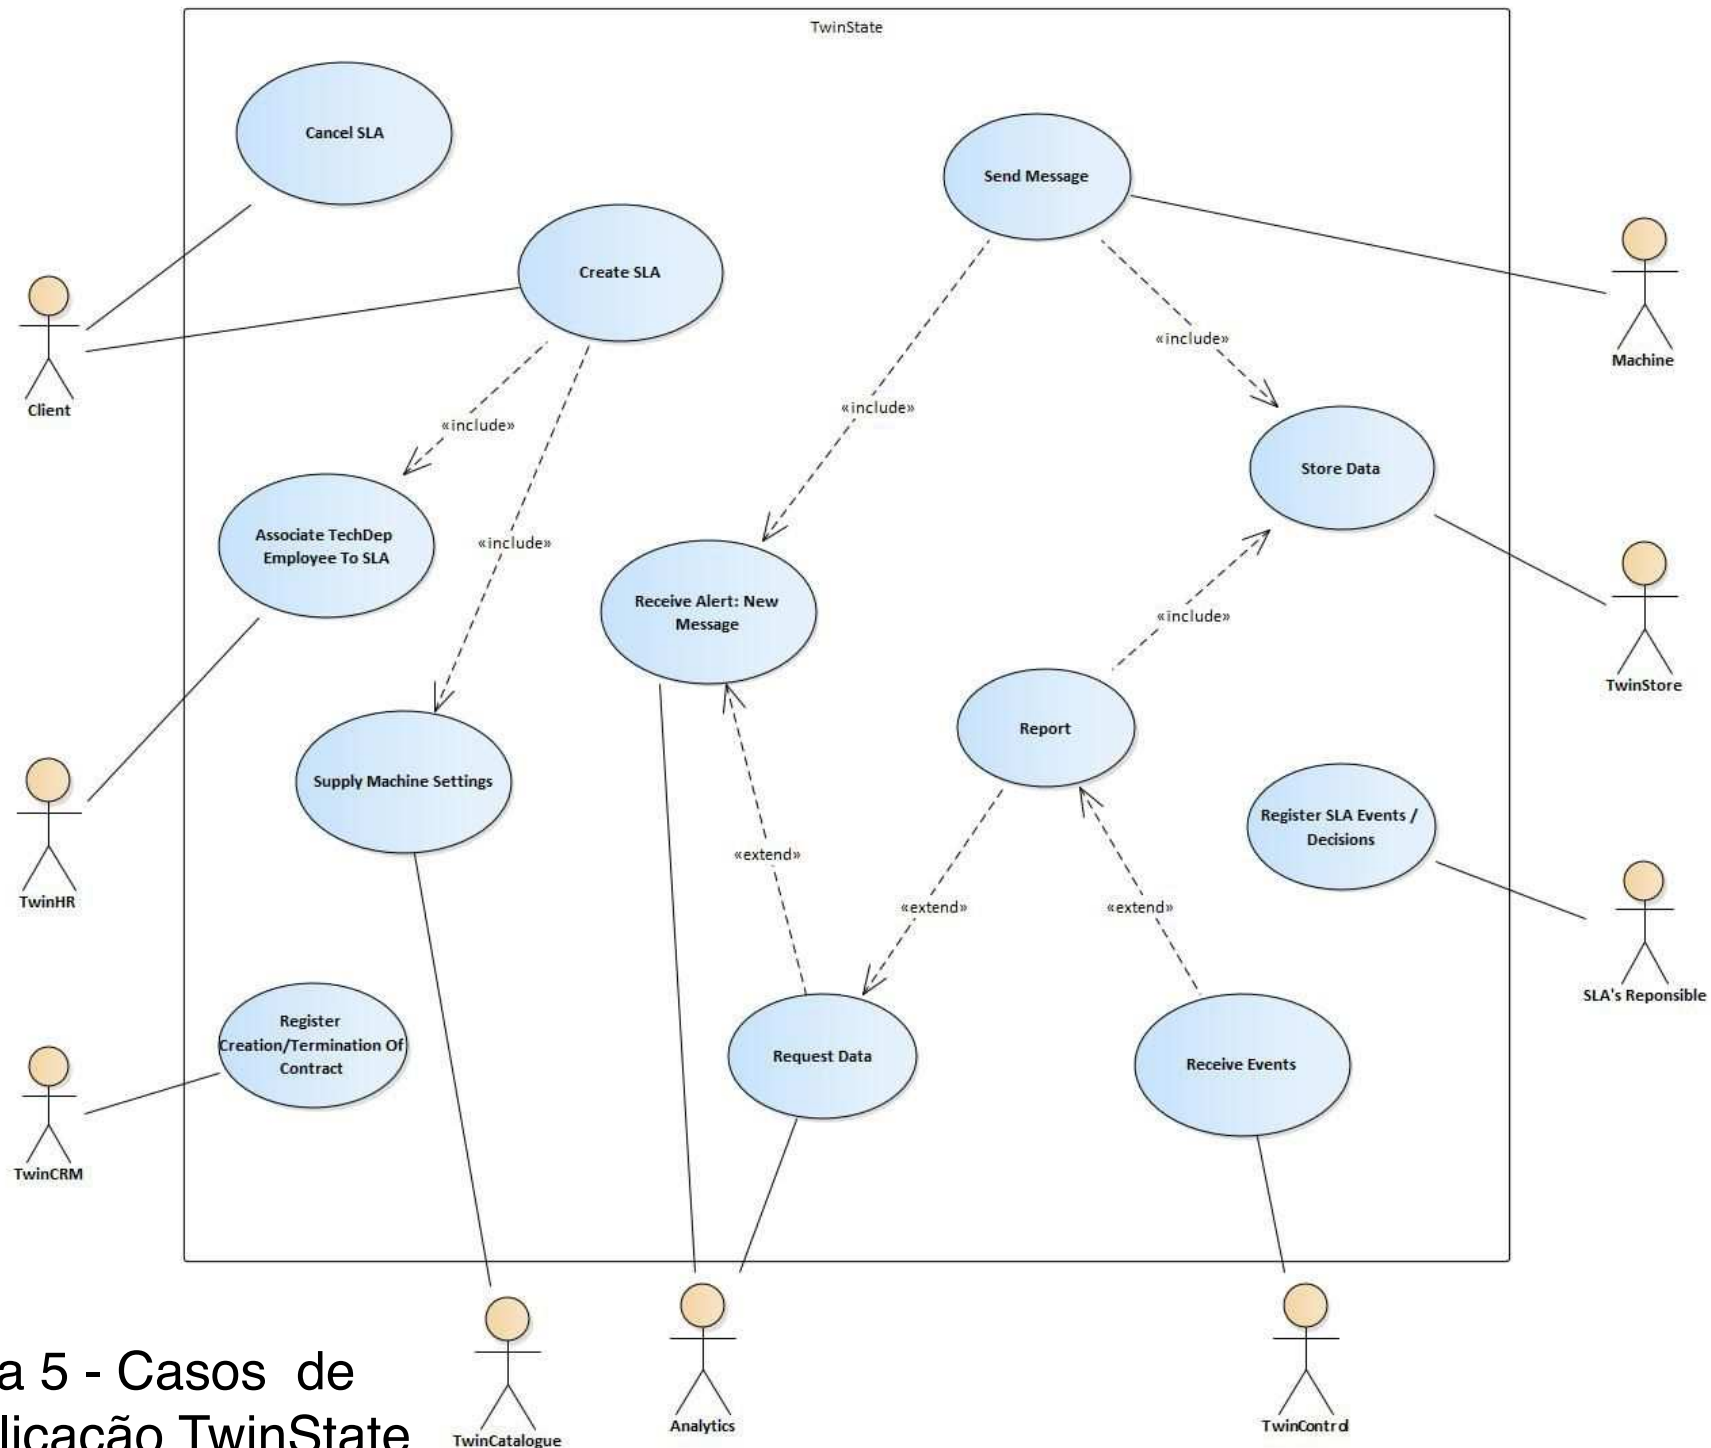 TwinState
Cancel SLA
Send Message
Create SLA
Machine
«include»
Client
«include»
«include»
Store Data
Associate TechDep
Employee To SLA
«include»
Receive Alert: New
Message
«include»
TwinStore
Report
Supply Machine Settings
Register SLA Events /
Decisions
«extend»
TwinHR
«extend»
«extend»
SLA's Reponsible
Register
Creation/Termination Of
Contract
Request Data
Receive Events
TwinCRM
a 5 - Casos de
licação TwinState
TwinCatalogue
Analytics
TwinControl